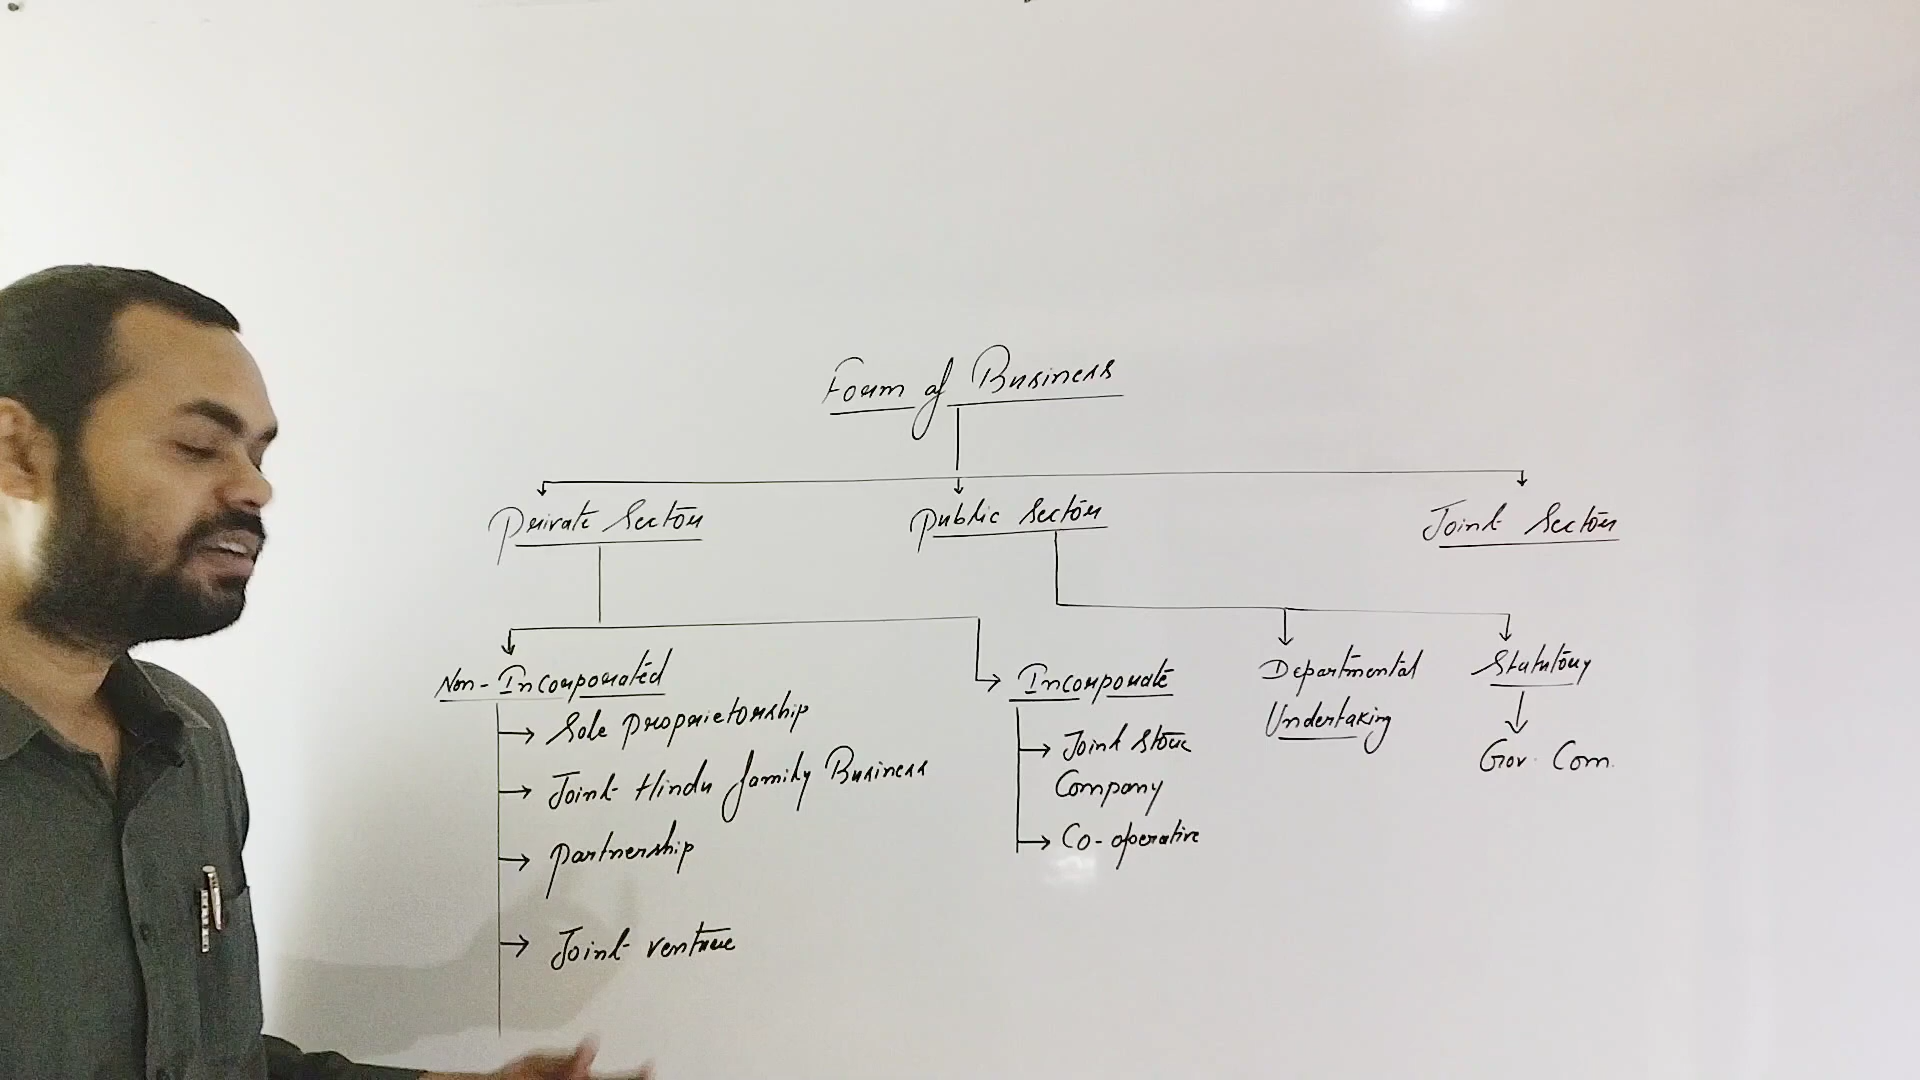 Form of Business
Private Sector
Public Sector
Joint Sector
Non-Incorporated
Sole proprietorship
Joint Hindu family Business
Partnership
Joint venture
Incorporate
Joint Stock
Company
Co-operative
Departmental
Undertaking
Statutory
Gov. Com.